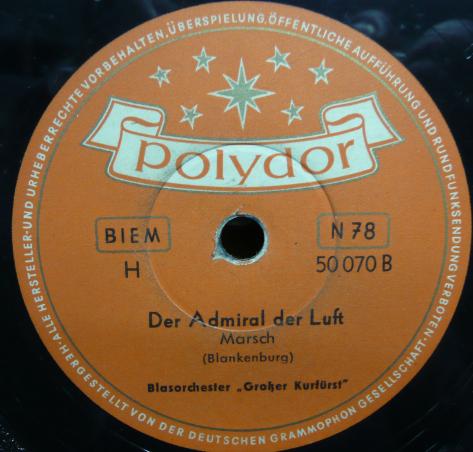 ALLE HERSTELLER- UND URHEBERRECHTE VORBEHALTEN, ÜBERSPIELUNG, ÖFFENTLICHE AUFFÜHRUNG UND RUNDFUNKSENDUNG VERBOTEN.
polydor
BIEM N 78
H 50 070 B
Der Admiral der Luft
Marsch
(Blankenburg)
Blasorchester „Großer Kurfürst"
HERGESTELLT VON DER DEUTSCHEN GRAMMOPHON GESELLSCHAFT